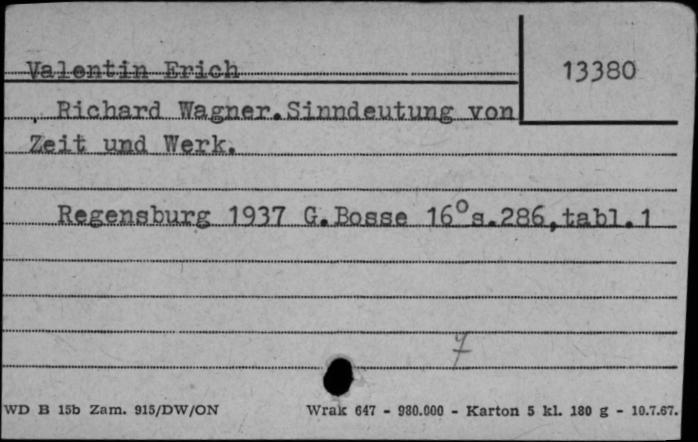 Valentin Erich
13380
Richard Wagner.Sinndeutung von
Zeit und Werk.
Regensburg 1937 G.Bosse 16° s.286,tabl.1
7
WD B 15b Zam. 915/DW/ON Wrak 647 - 980.000 - Karton 5 kl. 180 g - 10.7.67.